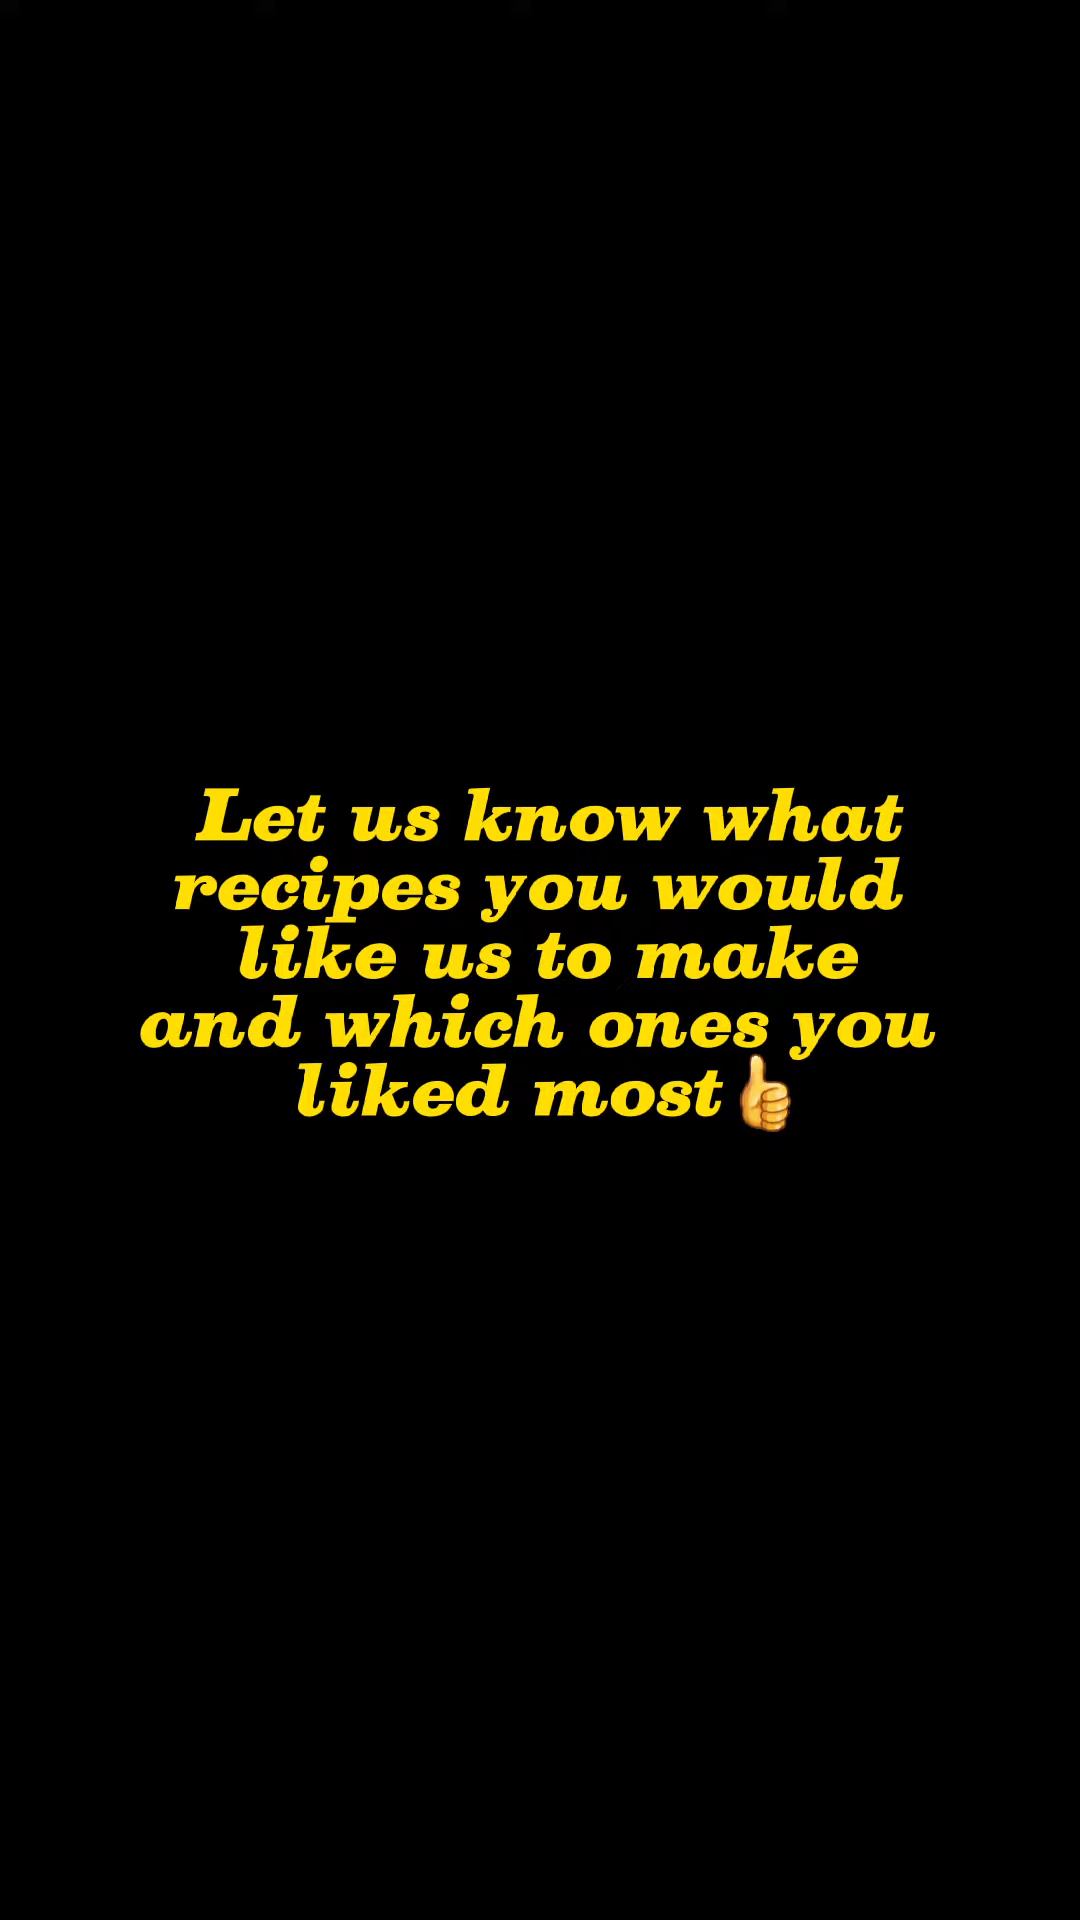 Let us know what
recipes you would
like us to make
and which ones you
liked most👍